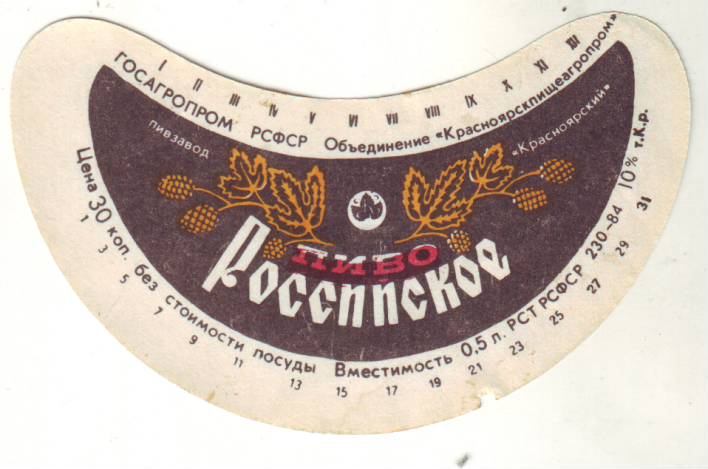 I II III IV V VI VII VIII IX X XI XII
ГОСАГРОПРОМ РСФСР Объединение «Красноярскпищеагропром»
пивзавод «Красноярский»
ПИВО
Российское
Цена 30 коп. без стоимости посуды Вместимость 0,5 л. РСТ РСФСР 230-84 10% т.к.р.
1 3 5 7 9 11 13 15 17 19 21 23 25 27 29 31